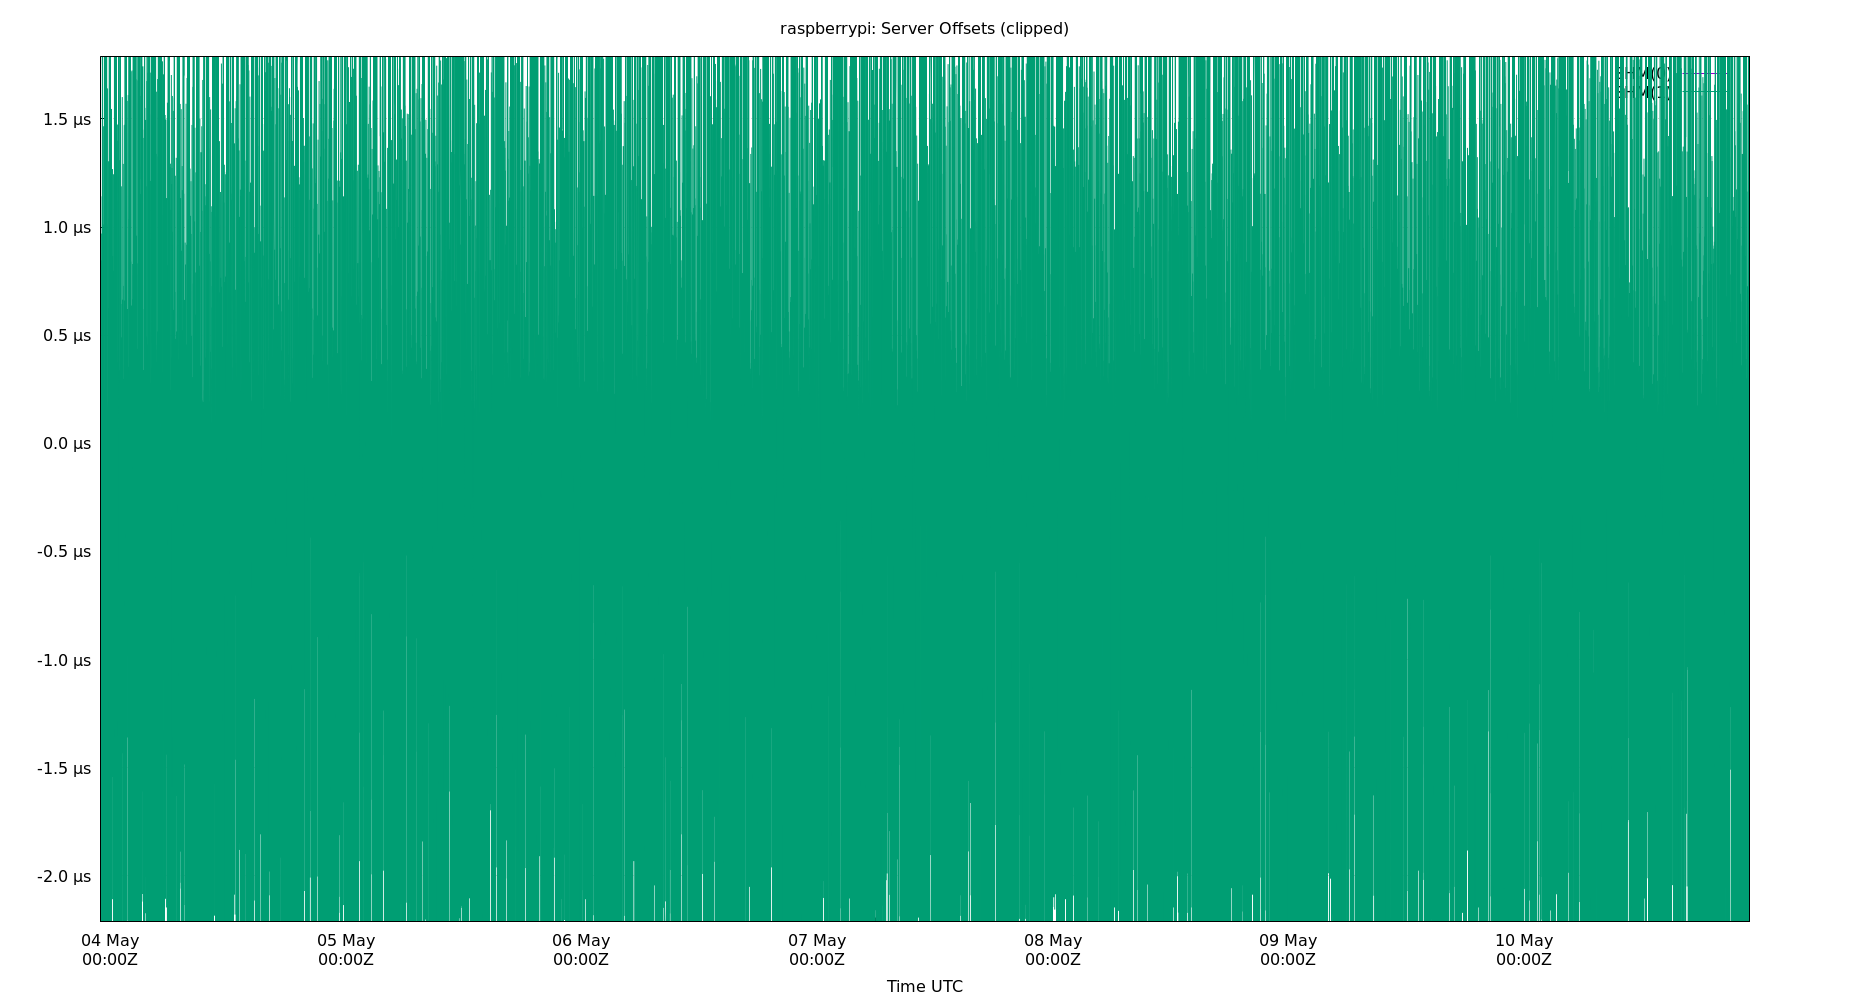 raspberrypi: Server Offsets (clipped)
1.5 µs
1.0 µs
0.5 µs
0.0 µs
-0.5 µs
-1.0 µs
-1.5 µs
-2.0 µs
04 May 05 May 06 May 07 May 08 May 09 May 10 May
00:00Z 00:00Z 00:00Z 00:00Z 00:00Z 00:00Z 00:00Z
Time UTC